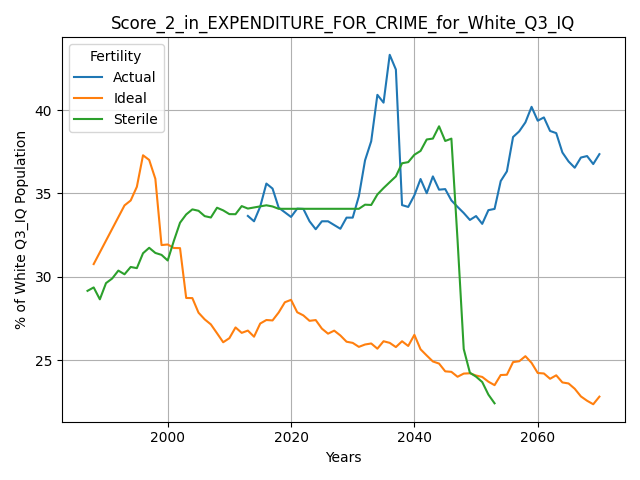 Score_2_in_EXPENDITURE_FOR_CRIME_for_White_Q3_IQ
Fertility
Actual
Ideal
Sterile
% of White Q3_IQ Population
40
35
30
25
2000
2020
2040
2060
Years